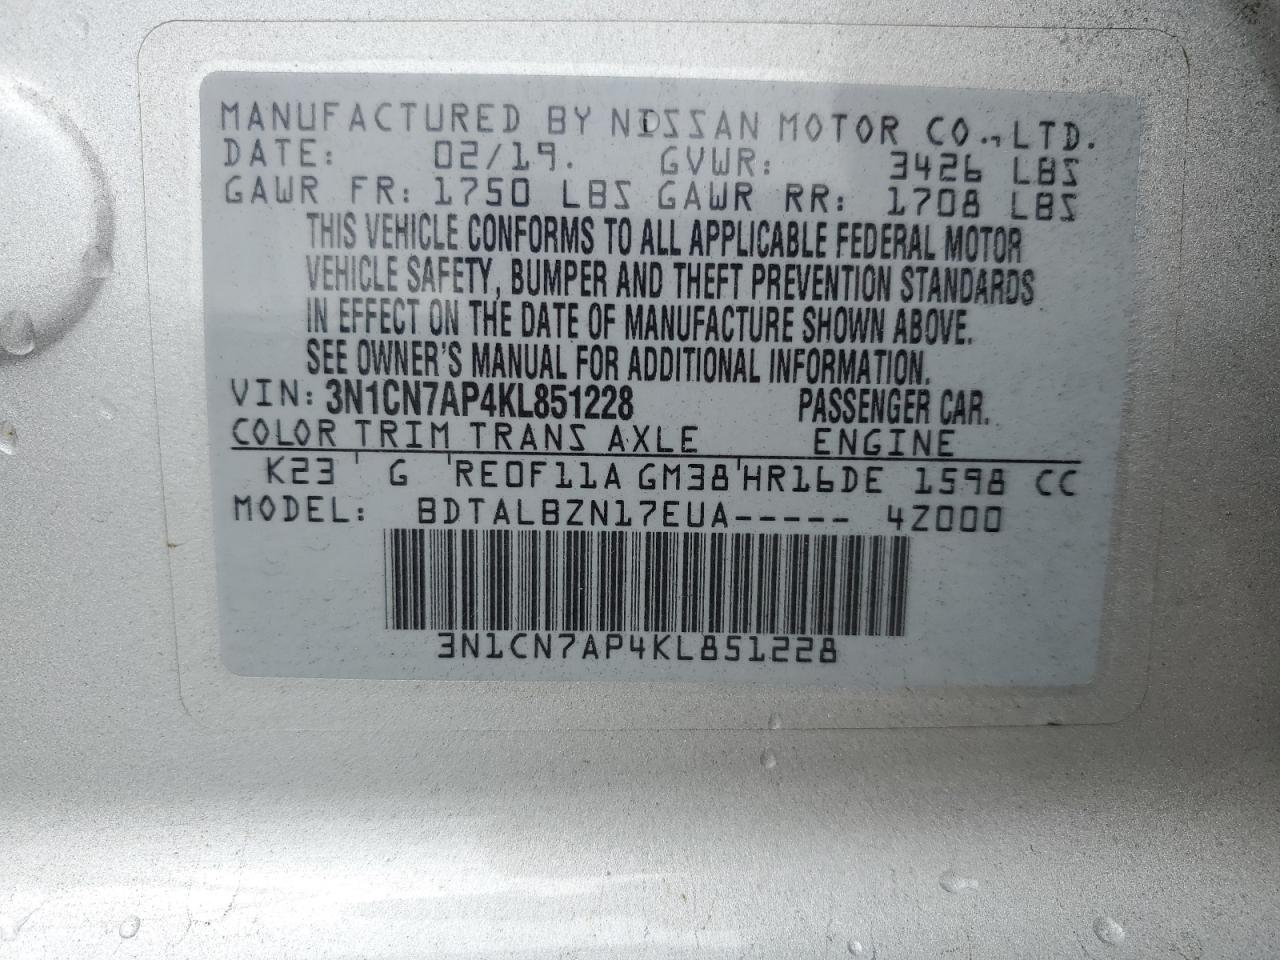 MANUFACTURED BY NISSAN MOTOR CO.,LTD.
DATE: 02/19. GVWR: 3426 LBS
GAWR FR: 1750 LBS GAWR RR: 1708 LBS
THIS VEHICLE CONFORMS TO ALL APPLICABLE FEDERAL MOTOR
VEHICLE SAFETY, BUMPER AND THEFT PREVENTION STANDARDS
IN EFFECT ON THE DATE OF MANUFACTURE SHOWN ABOVE.
SEE OWNER'S MANUAL FOR ADDITIONAL INFORMATION.
VIN: 3N1CN7AP4KL851228 PASSENGER CAR.
COLOR TRIM TRANS AXLE ENGINE
K23 ' G ' RE0F11A GM38 ' HR16DE 1598 CC
MODEL: BDTALBZN17EUA----- 4Z000
3N1CN7AP4KL851228